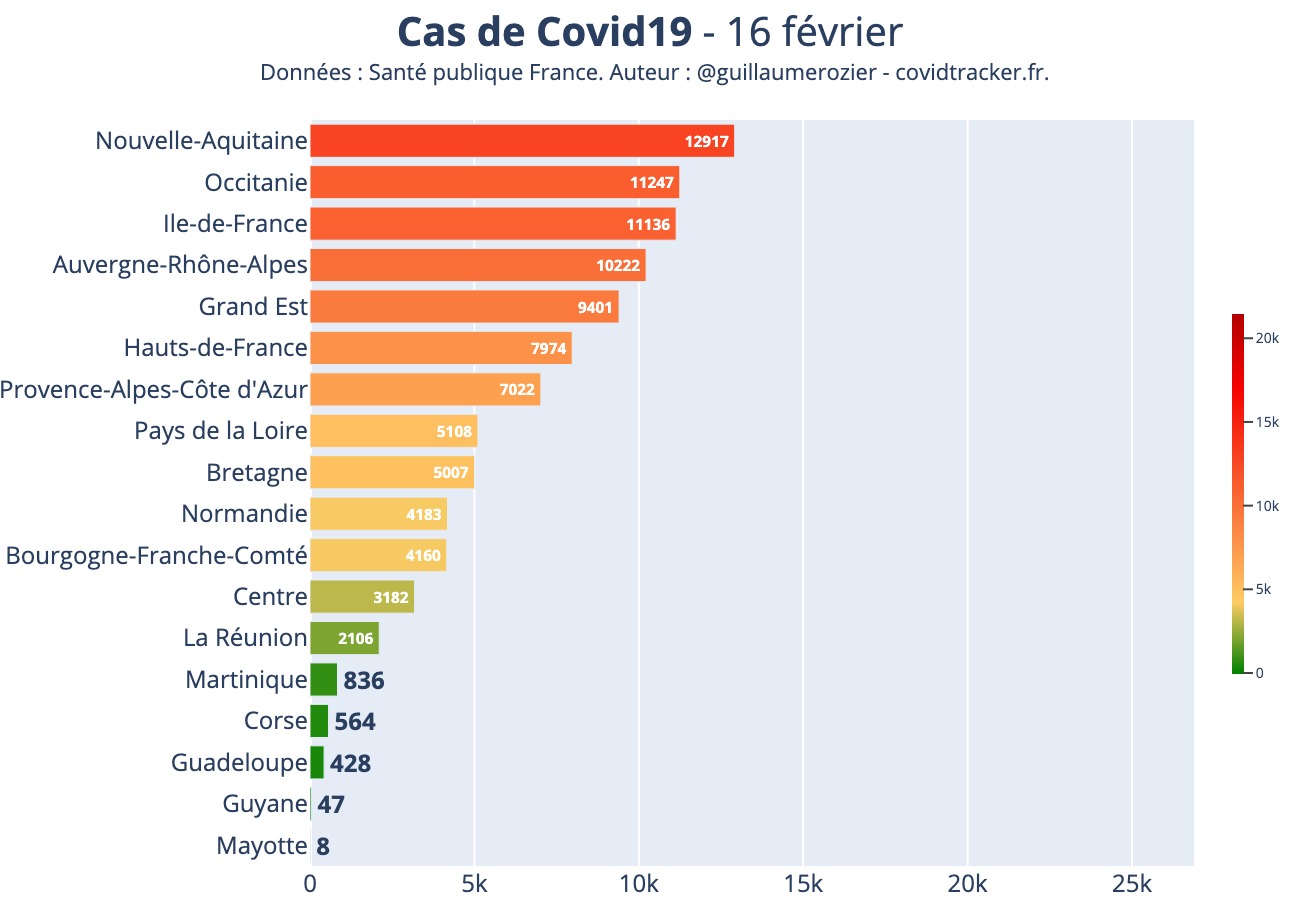 Cas de Covid19 - 16 février
Données : Santé publique France. Auteur : @guillaumerozier - covidtracker.fr.
Nouvelle-Aquitaine 12917
Occitanie 11247
Ile-de-France 11136
Auvergne-Rhône-Alpes 10222
Grand Est 9401
Hauts-de-France 7974
Provence-Alpes-Côte d'Azur 7022
Pays de la Loire 5108
Bretagne 5007
Normandie 4183
Bourgogne-Franche-Comté 4160
Centre 3182
La Réunion 2106
Martinique 836
Corse 564
Guadeloupe 428
Guyane 47
Mayotte 8
0 5k 10k 15k 20k 25k
20k
15k
10k
5k
0